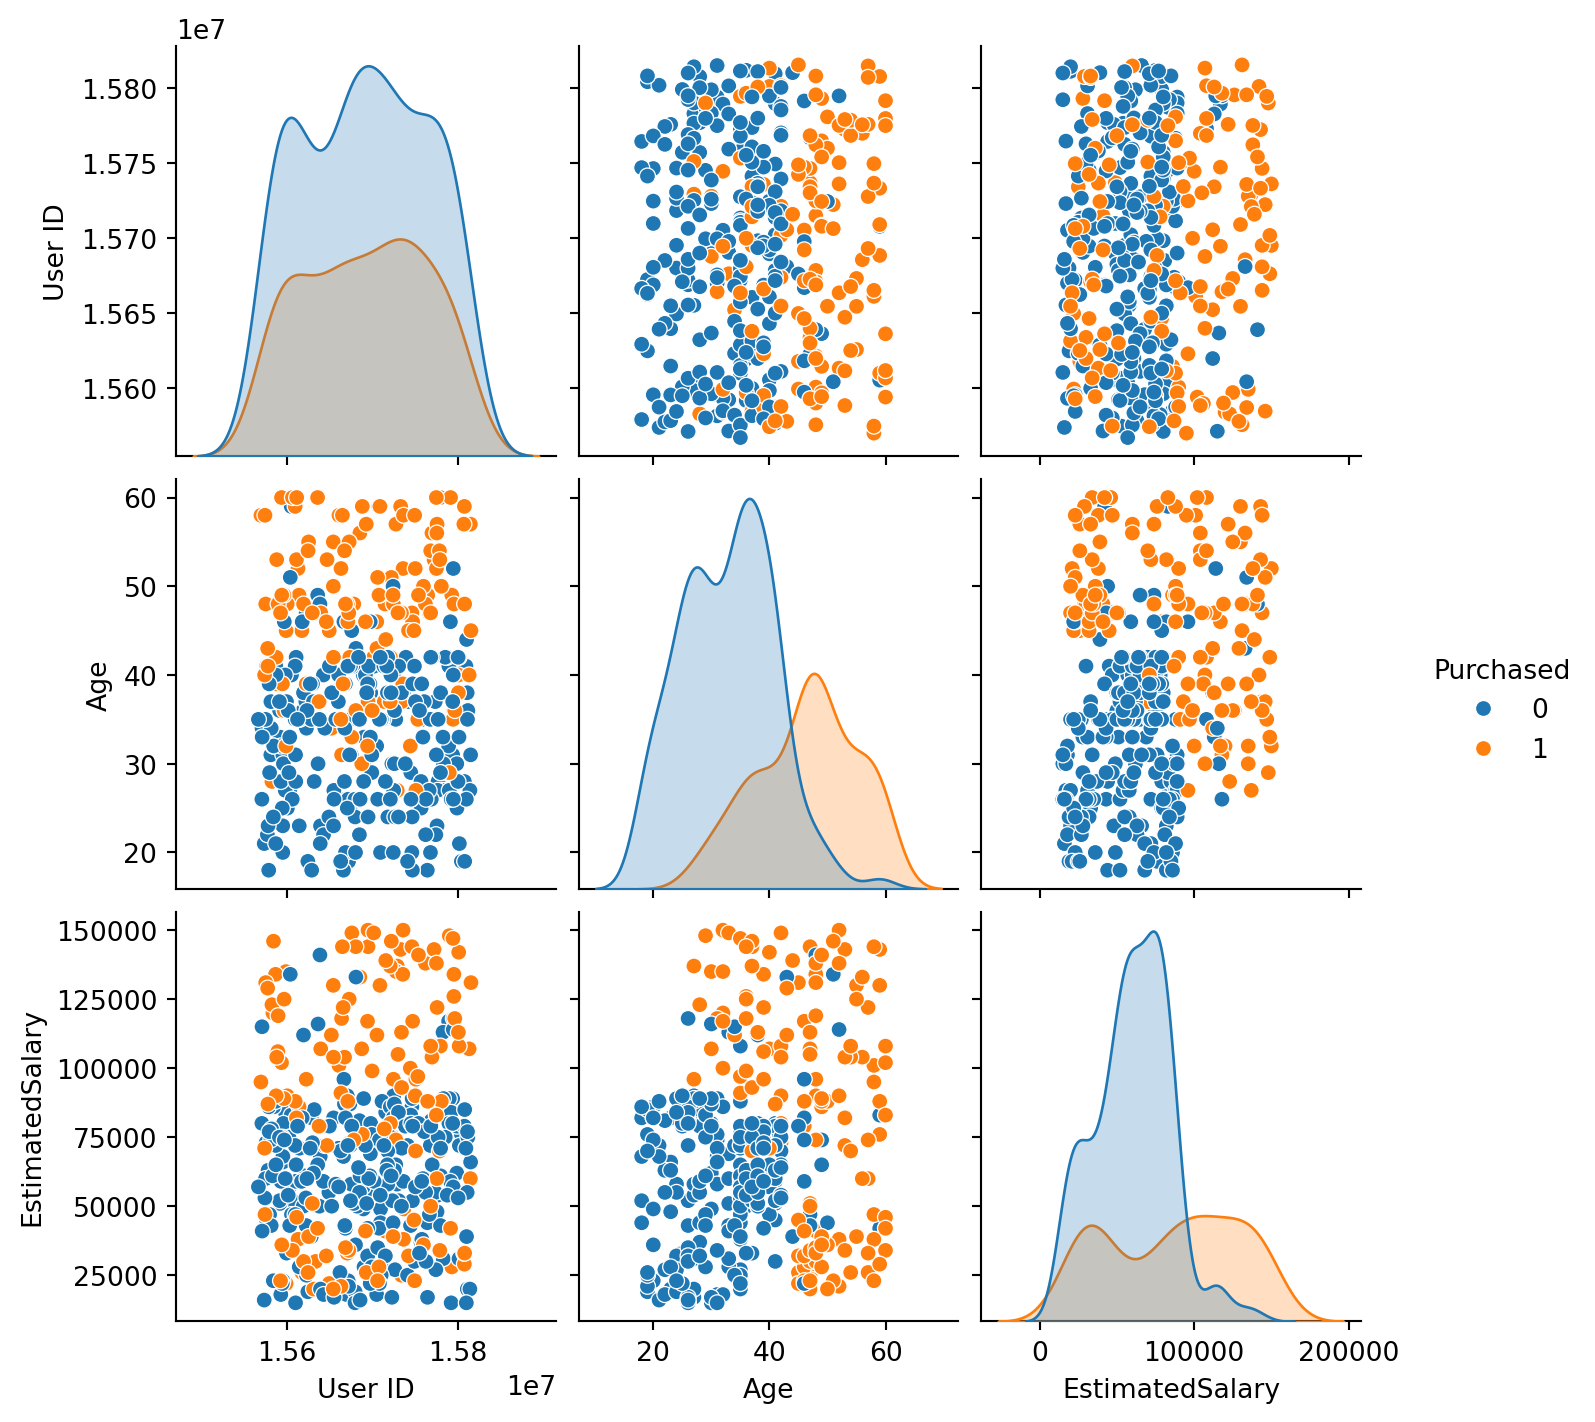 1e7
1.580
1.575
1.570
1.565
1.560
User ID
60
50
40
30
20
Age
Purchased
0
1
150000
125000
100000
75000
50000
25000
EstimatedSalary
1.56 1.58 20 40 60 0 100000 200000
1e7
User ID Age EstimatedSalary